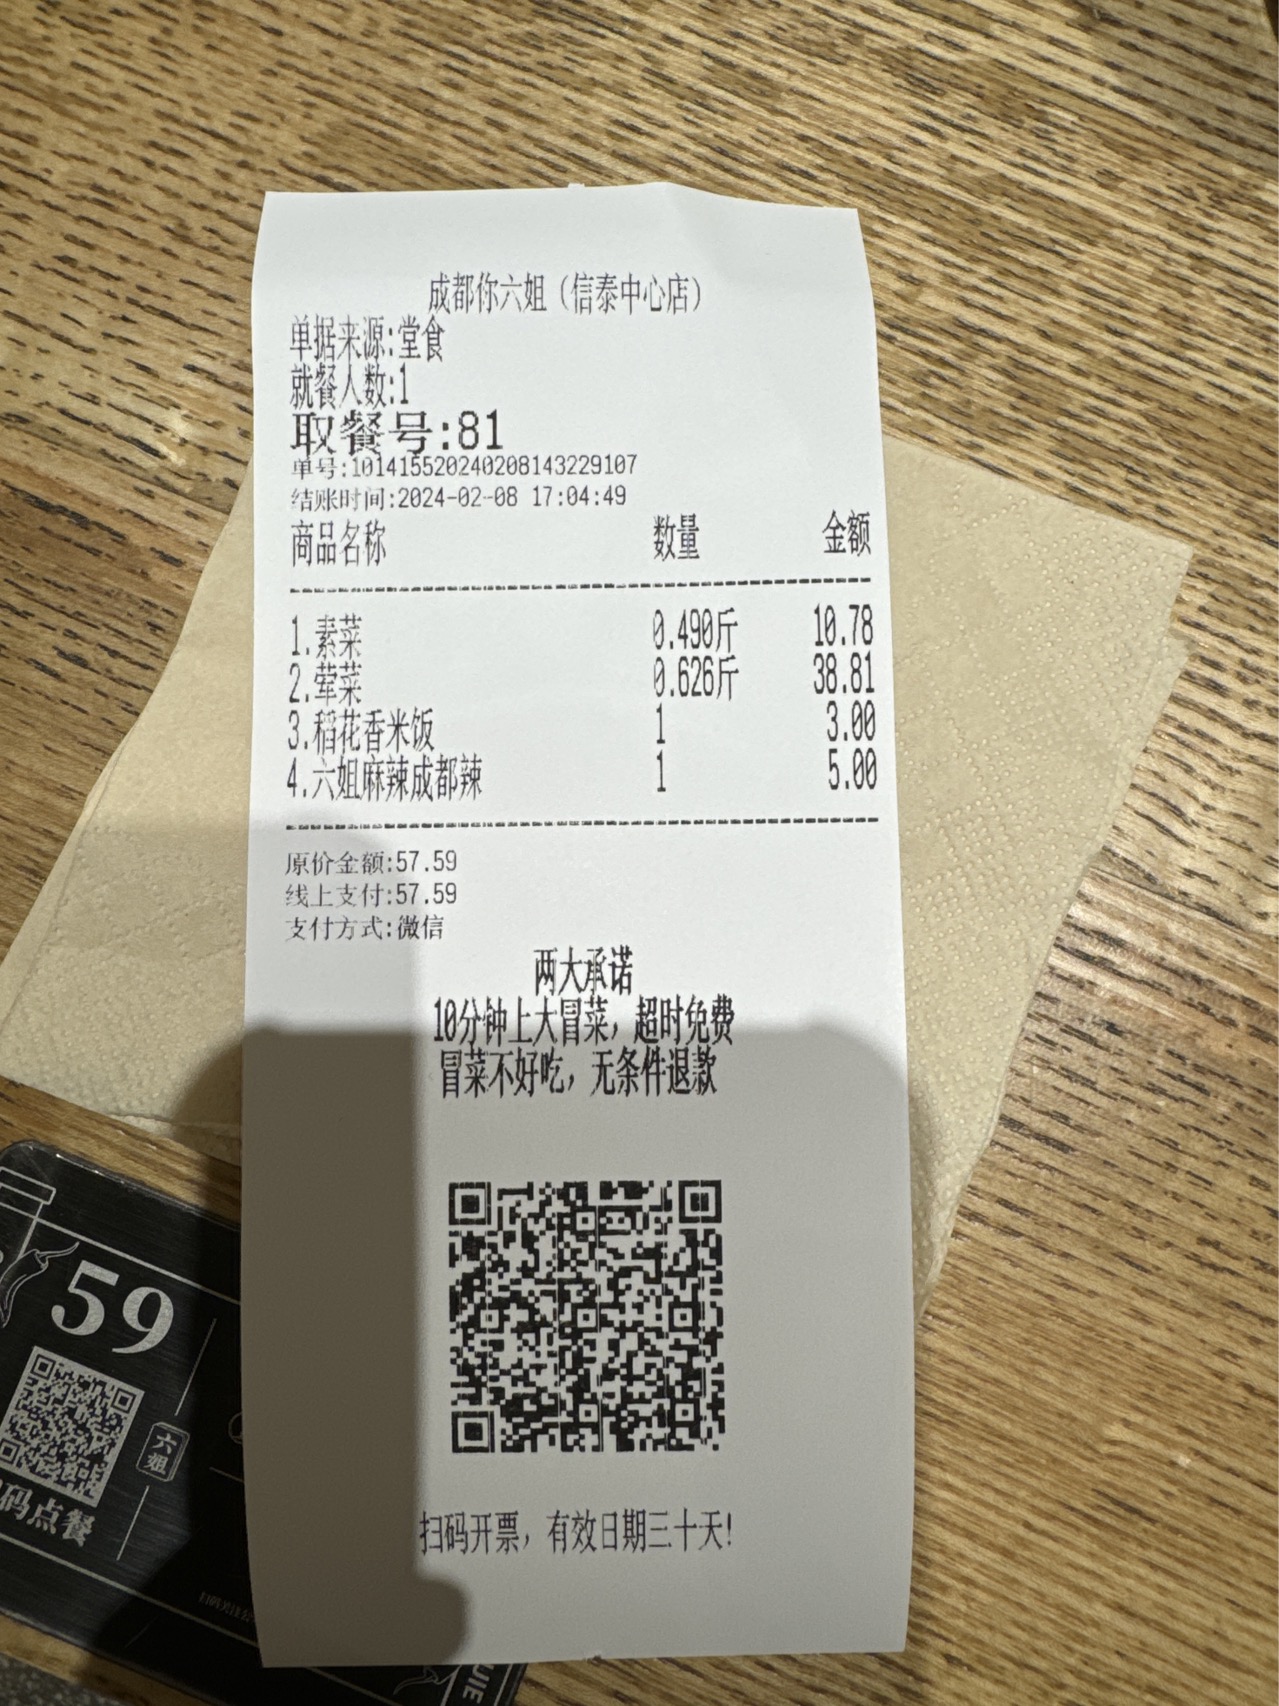 成都你六姐（信泰中心店）
单据来源:堂食
就餐人数:1
取餐号:81
单号:10141552024020814322910​7
结账时间:2024-02-08 17:04:49
商品名称 数量 金额
1.素菜 0.490斤 10.78
2.荤菜 0.626斤 38.81
3.稻花香米饭 1 3.00
4.六姐麻辣成都辣 1 5.00
原价金额:57.59
线上支付:57.59
支付方式:微信
两大承诺
10分钟上大冒菜，超时免费
冒菜不好吃，无条件退款
扫码开票，有效日期三十天!
59
六姐
码点餐
JIE